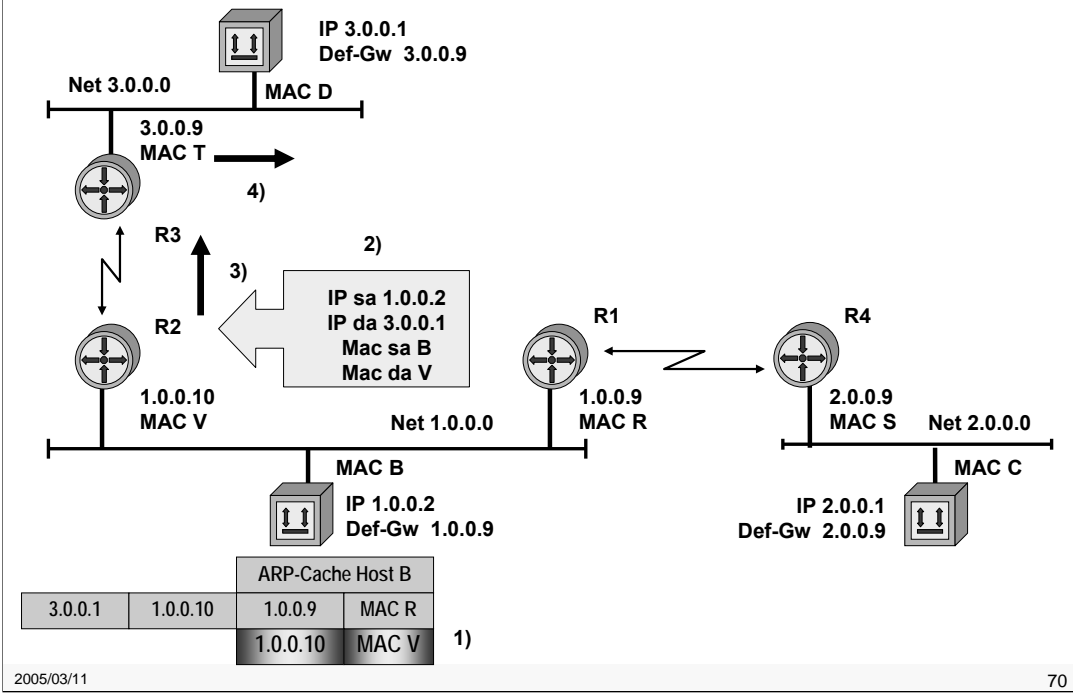 IP 3.0.0.1
Def-Gw 3.0.0.9
Net 3.0.0.0
MAC D
3.0.0.9
MAC T
4)
R3
2)
3)
IP sa 1.0.0.2
IP da 3.0.0.1
Mac sa B
Mac da V
R2
R1
R4
1.0.0.10
MAC V
Net 1.0.0.0
1.0.0.9
MAC R
2.0.0.9
MAC S
Net 2.0.0.0
MAC B
MAC C
IP 1.0.0.2
Def-Gw 1.0.0.9
IP 2.0.0.1
Def-Gw 2.0.0.9
ARP-Cache Host B
3.0.0.1 1.0.0.10 1.0.0.9 MAC R
1.0.0.10 MAC V 1)
2005/03/11 70